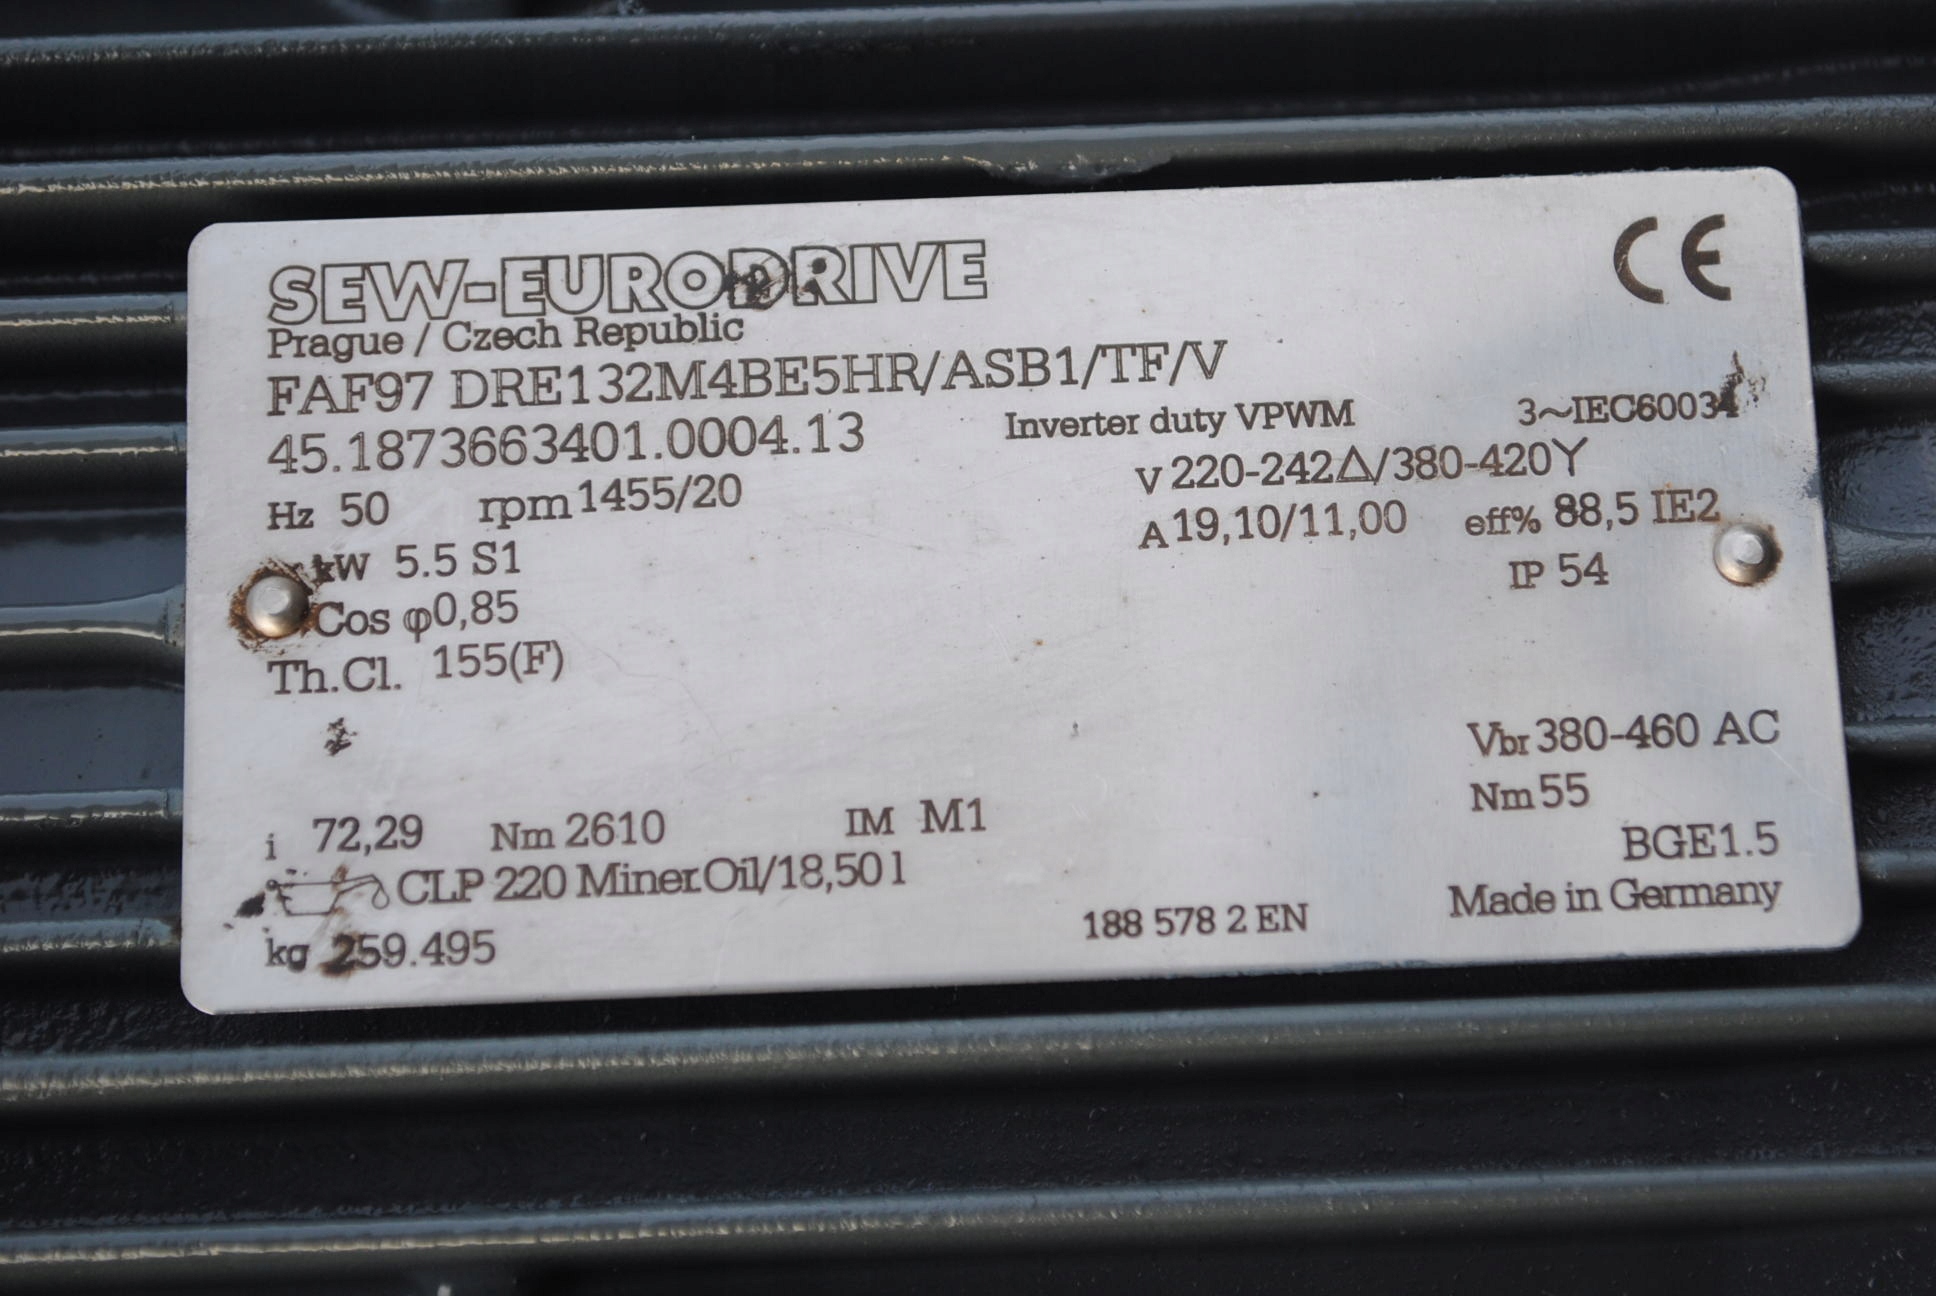 SEW-EURODRIVE CE
Prague / Czech Republic
FAF97 DRE132M4BE5HR/ASB1/TF/V
45.1873663401.0004.13 Inverter duty VPWM 3~IEC60034
Hz 50 rpm 1455/20 V 220-242△/380-420Y
kW 5.5 S1 A 19,10/11,00 eff% 88,5 IE2
Cos φ 0,85 IP 54
Th.Cl. 155(F)
Vbr 380-460 AC
i 72,29 Nm 2610 IM M1 Nm 55
CLP 220 Miner.Oil/18,50 l BGE1.5
kg 259.495 188 578 2 EN Made in Germany